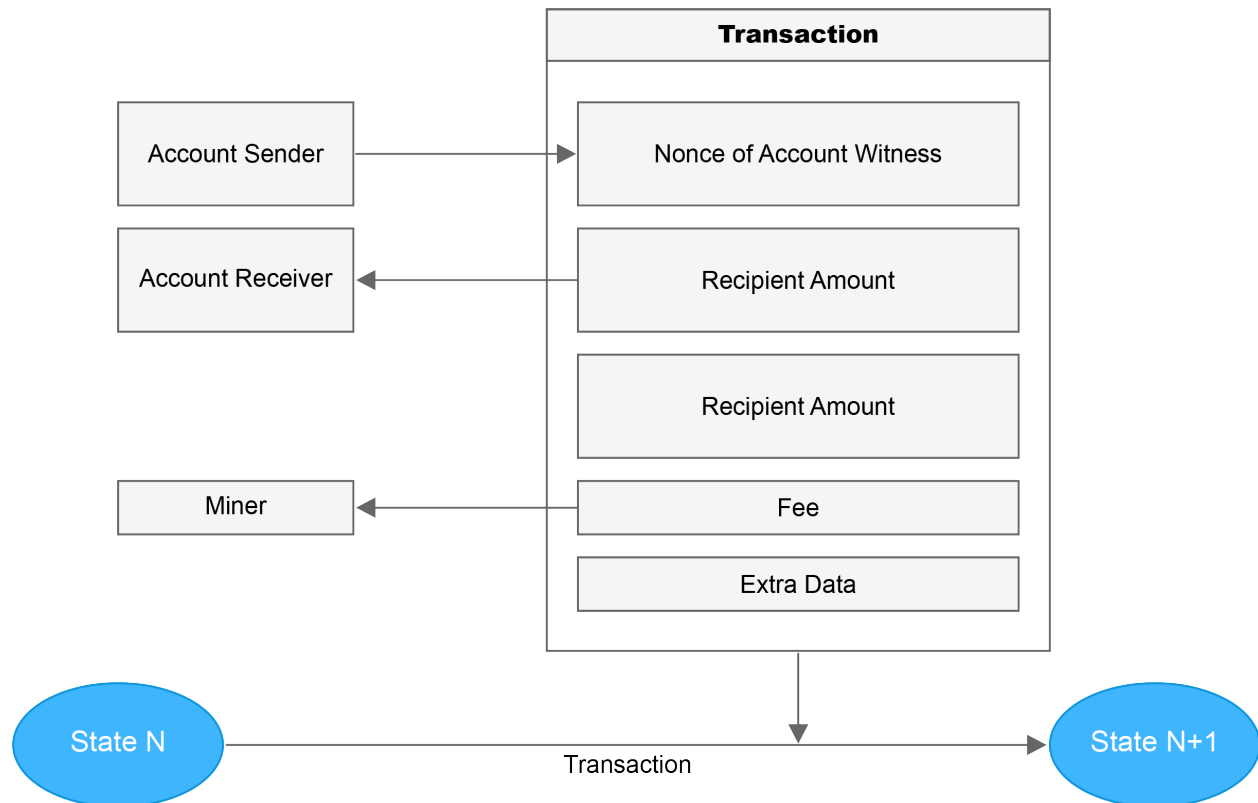 Transaction
Account Sender
Nonce of Account Witness
Account Receiver
Recipient Amount
Recipient Amount
Miner
Fee
Extra Data
State N
State N+1
Transaction